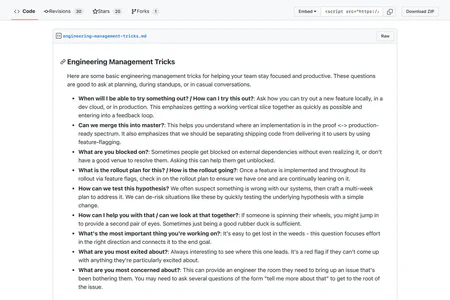 Code
Revisions 30
Stars 26
Forks 1
Embed
<script src="https:/
Download ZIP
engineering-management-tricks.md
Raw
Engineering Management Tricks
Here are some basic engineering management tricks for helping your team stay focused and productive. These questions
are good to ask at planning, during standups, or in casual conversations.
• When will I be able to try something out? / How can I try this out?: Ask how you can try out a new feature locally, in a
dev cloud, or in production. This emphasizes getting a working vertical slice together as quickly as possible and
entering into a feedback loop.
• Can we merge this into master?: This helps you understand where an implementation is in the proof <-> production-
ready spectrum. It also emphasizes that we should be separating shipping code from delivering it to users by using
feature-flagging.
• What are you blocked on?: Sometimes people get blocked on external dependencies without even realizing it, or don't
have a good venue to resolve them. Asking this can help them get unblocked.
• What is the rollout plan for this? / How is the rollout going?: Once a feature is implemented and throughout its
rollout via feature flags, check in on the rollout plan to ensure we have one and are continually leaning on it.
• How can we test this hypothesis? We often suspect something is wrong with our systems, then craft a multi-week
plan to address it. We can de-risk situations like these by quickly testing the underlying hypothesis with a simple
change.
• How can I help you with that / can we look at that together?: If someone is spinning their wheels, you might jump in
to provide a second pair of eyes. Sometimes just being a good rubber duck is sufficient.
• What's the most important thing you're working on?: It's easy to get lost in the weeds - this question focuses effort
in the right direction and connects it to the end goal.
• What are you most excited about?: Always interesting to see where this one leads. It's a red flag if they can't come up
with anything they're particularly excited about.
• What are you most concerned about?: This can provide an engineer the room they need to bring up an issue that's
been bothering them. You may need to ask several questions of the form "tell me more about that" to get to the root of
the issue.